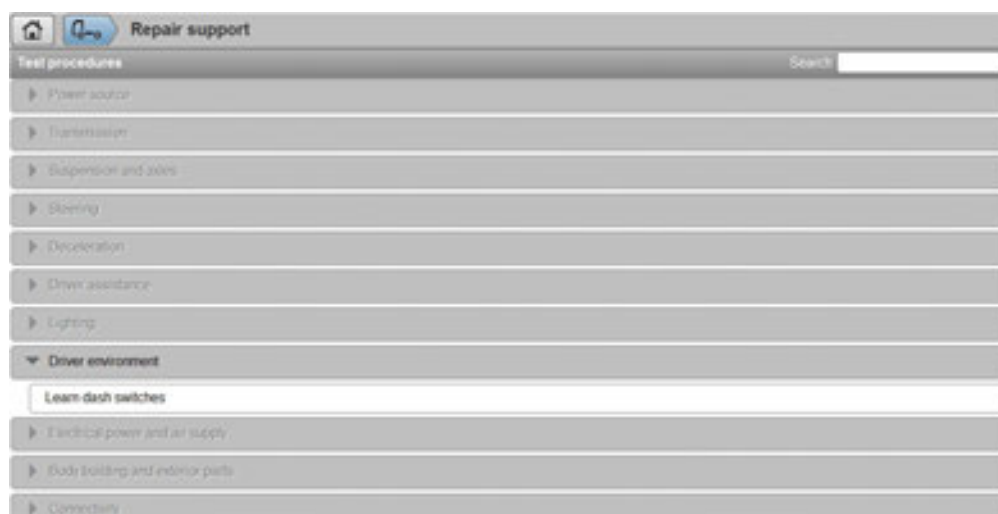 Repair support
Test procedures
Search
Power source
Transmission
Suspension and axles
Steering
Deceleration
Driver assistance
Lighting
Driver environment
Learn dash switches
Electrical power and air supply
Body building and exterior parts
Connectivity